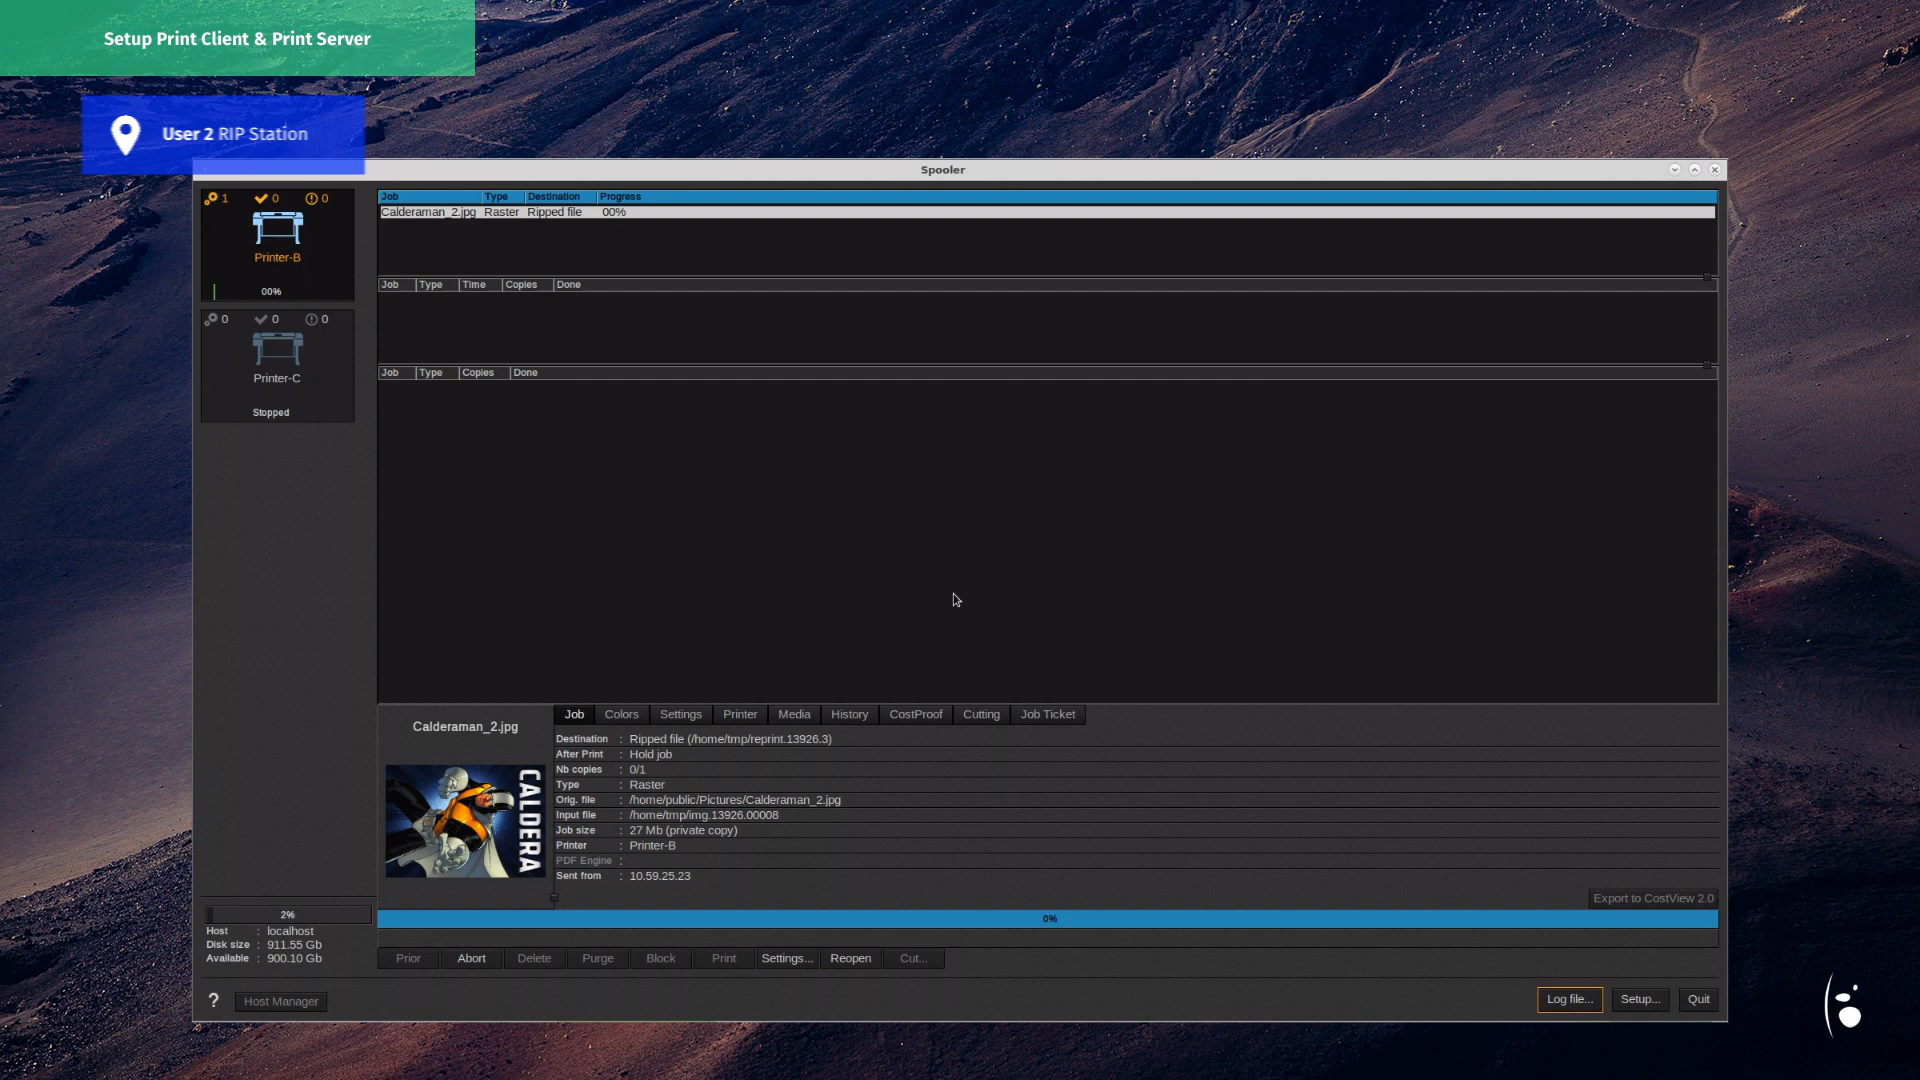 Setup Print Client & Print Server
User 2 RIP Station
Spooler
1 0 0
Printer-B
00%
0 0 0
Printer-C
Stopped
Job Type Destination Progress
Calderaman_2.jpg Raster Ripped file 00%
Job Type Time Copies Done
Job Type Copies Done
Calderaman_2.jpg
CALDERA
Job Colors Settings Printer Media History CostProof Cutting Job Ticket
Destination : Ripped file (/home/tmp/reprint.13926.3)
After Print : Hold job
Nb copies : 0/1
Type : Raster
Orig. file : /home/public/Pictures/Calderaman_2.jpg
Input file : /home/tmp/img.13926.00008
Job size : 27 Mb (private copy)
Printer : Printer-B
PDF Engine :
Sent from : 10.59.25.23
Export to CostView 2.0
0%
2%
Host : localhost
Disk size : 911.55 Gb
Available : 900.10 Gb
Prior Abort Delete Purge Block Print Settings... Reopen Cut...
? Host Manager
Log file... Setup... Quit